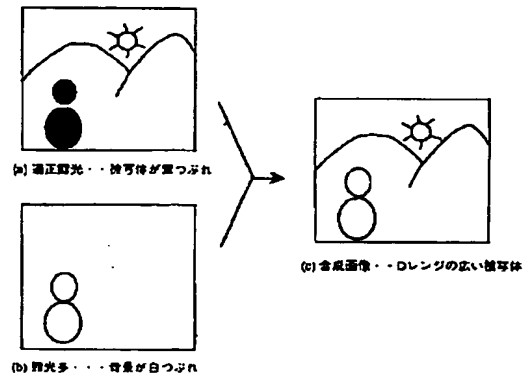 (a) 適正露光・・被写体が黒つぶれ
(b) 露光多・・・背景が白つぶれ
(c) 合成画像・・Dレンジの広い被写体